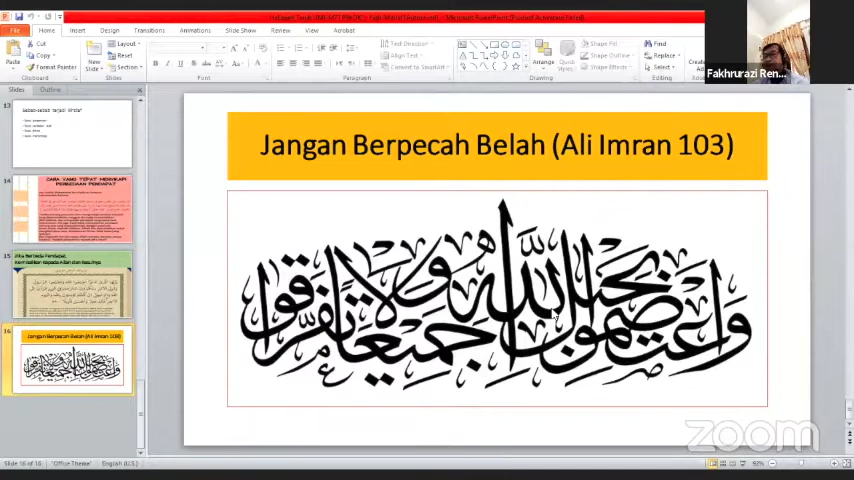 File
Home
Insert
Design
Transitions
Animations
Slide Show
Review
View
Acrobat
Cut
Copy
Format Painter
Paste
Clipboard
New
Slide
Layout
Reset
Section
Slides
Font
Paragraph
Text Direction
Align Text
Convert to SmartArt
Arrange
Shape Fill
Shape Outline
Shape Effects
Drawing
Find
Replace
Select
Editing
Fakhrurazi Ren...
Slides
Outline
13
14
CARA YANG TEPAT MENYIKAPI
PERBEDAAN PENDAPAT
15
Jika Berbeda Pendapat,
Kembalikan Kepada Allah dan Rasulnya
16
Jangan Berpecah Belah (Ali Imran 103)
Jangan Berpecah Belah (Ali Imran 103)
واعتصموا بحبل الله جميعا ولا تفرقوا
zoom
Slide 16 of 16
"Office Theme"
English (U.S.)
92%